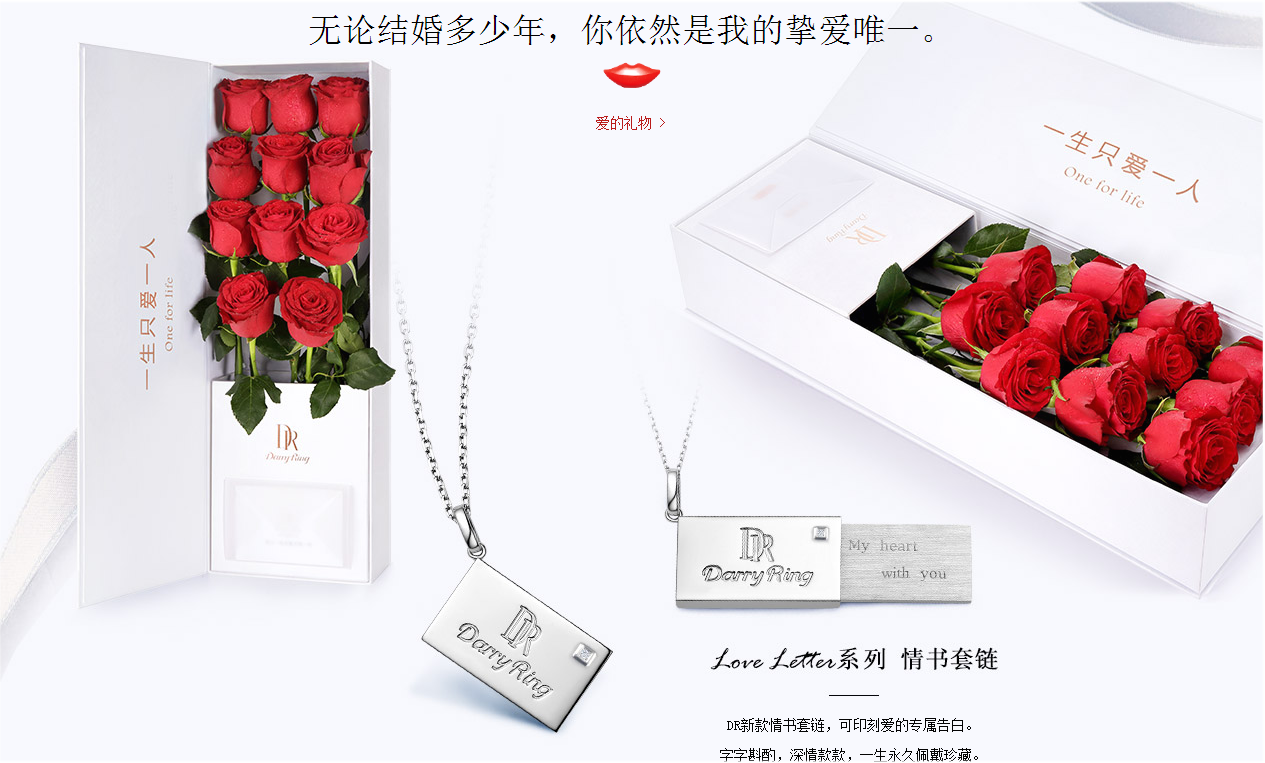 无论结婚多少年，你依然是我的挚爱唯一。
爱的礼物 >
一生只爱一人
One for life
DR
Darry Ring
一生只爱一人
One for life
DR
Darry Ring
DR
Darry Ring
DR
Darry Ring
My heart
with you
Love Letter系列 情书套链
DR新款情书套链，可印刻爱的专属告白。
字字斟酌，深情款款，一生永久佩戴珍藏。